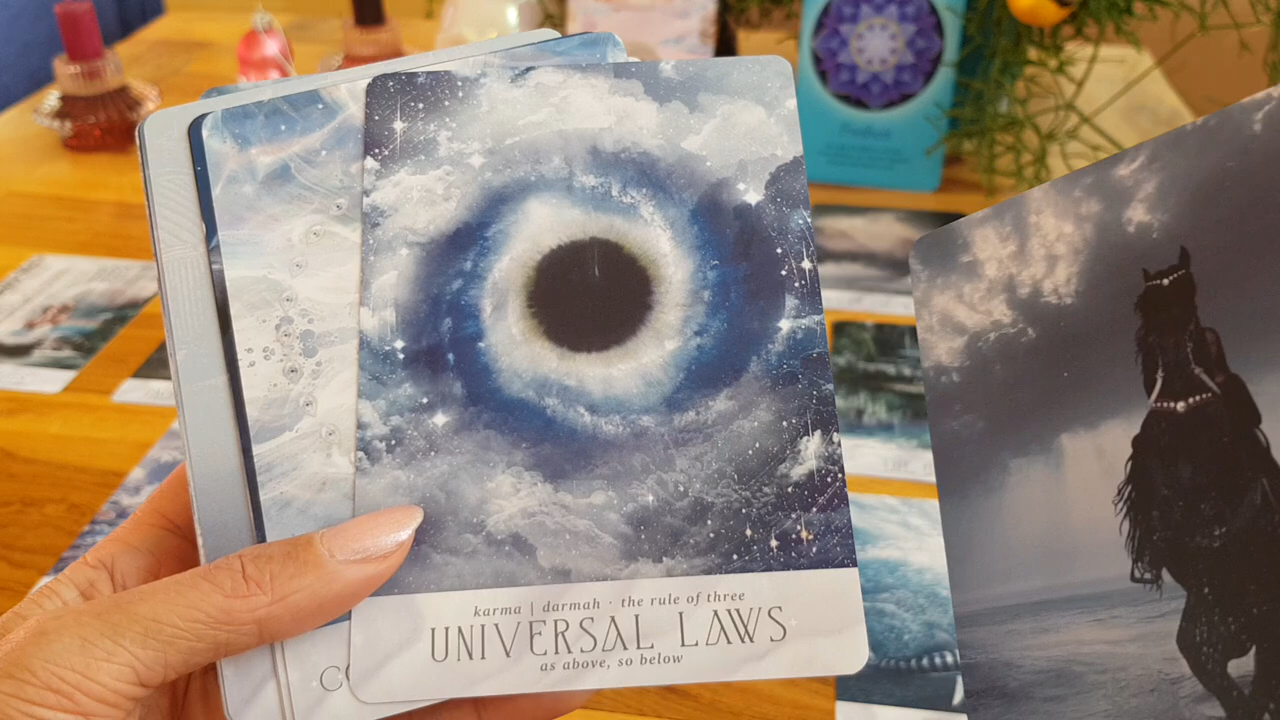 karma | darmah · the rule of three
UNIVERSAL LAWS
as above, so below